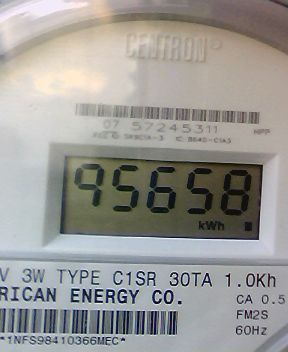 CENTRON®
07 57245311 HPP
95658
kWh
V 3W TYPE C1SR 30TA 1.0Kh
RICAN ENERGY CO. CA 0.5
FM2S
*1NFS98410366MEC* 60Hz